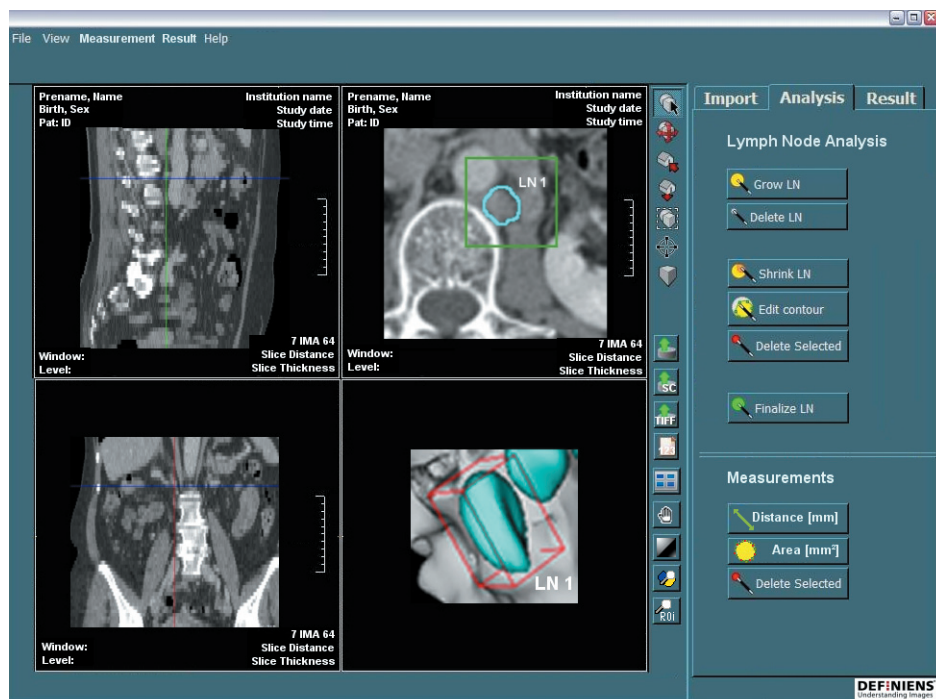 File View Measurement Result Help
Prename, Name
Birth, Sex
Pat: ID
Institution name
Study date
Study time
7 IMA 64
Slice Distance
Slice Thickness
Window:
Level:
Prename, Name
Birth, Sex
Pat: ID
Institution name
Study date
Study time
LN 1
7 IMA 64
Slice Distance
Slice Thickness
Window:
Level:
7 IMA 64
Slice Distance
Slice Thickness
Window:
Level:
LN 1
SC
TIFF
ROi
Import Analysis Result
Lymph Node Analysis
Grow LN
Delete LN
Shrink LN
Edit contour
Delete Selected
Finalize LN
Measurements
Distance [mm]
Area [mm²]
Delete Selected
DEFINIENS
Understanding Images